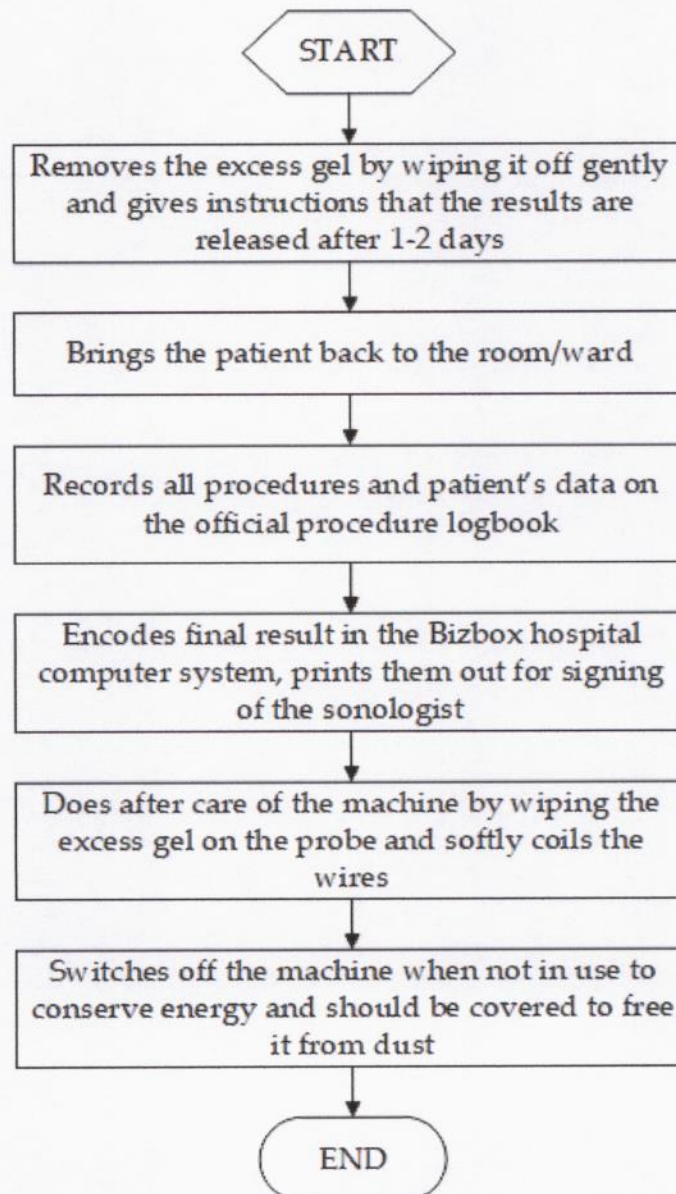 START
Removes the excess gel by wiping it off gently
and gives instructions that the results are
released after 1-2 days
Brings the patient back to the room/ward
Records all procedures and patient's data on
the official procedure logbook
Encodes final result in the Bizbox hospital
computer system, prints them out for signing
of the sonologist
Does after care of the machine by wiping the
excess gel on the probe and softly coils the
wires
Switches off the machine when not in use to
conserve energy and should be covered to free
it from dust
END